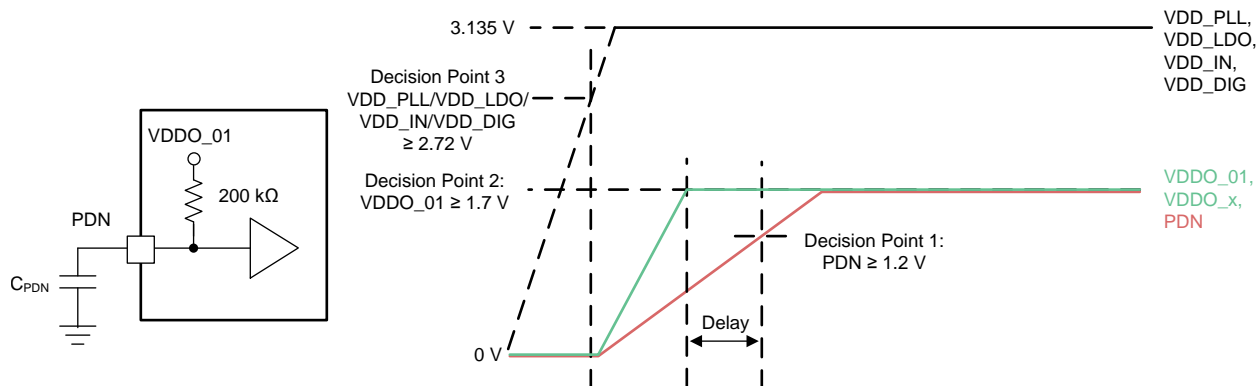 VDDO_01
200 kΩ
PDN
CPDN
3.135 V
Decision Point 3
VDD_PLL/VDD_LDO/
VDD_IN/VDD_DIG
≥ 2.72 V
Decision Point 2:
VDDO_01 ≥ 1.7 V
0 V
Decision Point 1:
PDN ≥ 1.2 V
Delay
VDD_PLL,
VDD_LDO,
VDD_IN,
VDD_DIG
VDDO_01,
VDDO_x,
PDN